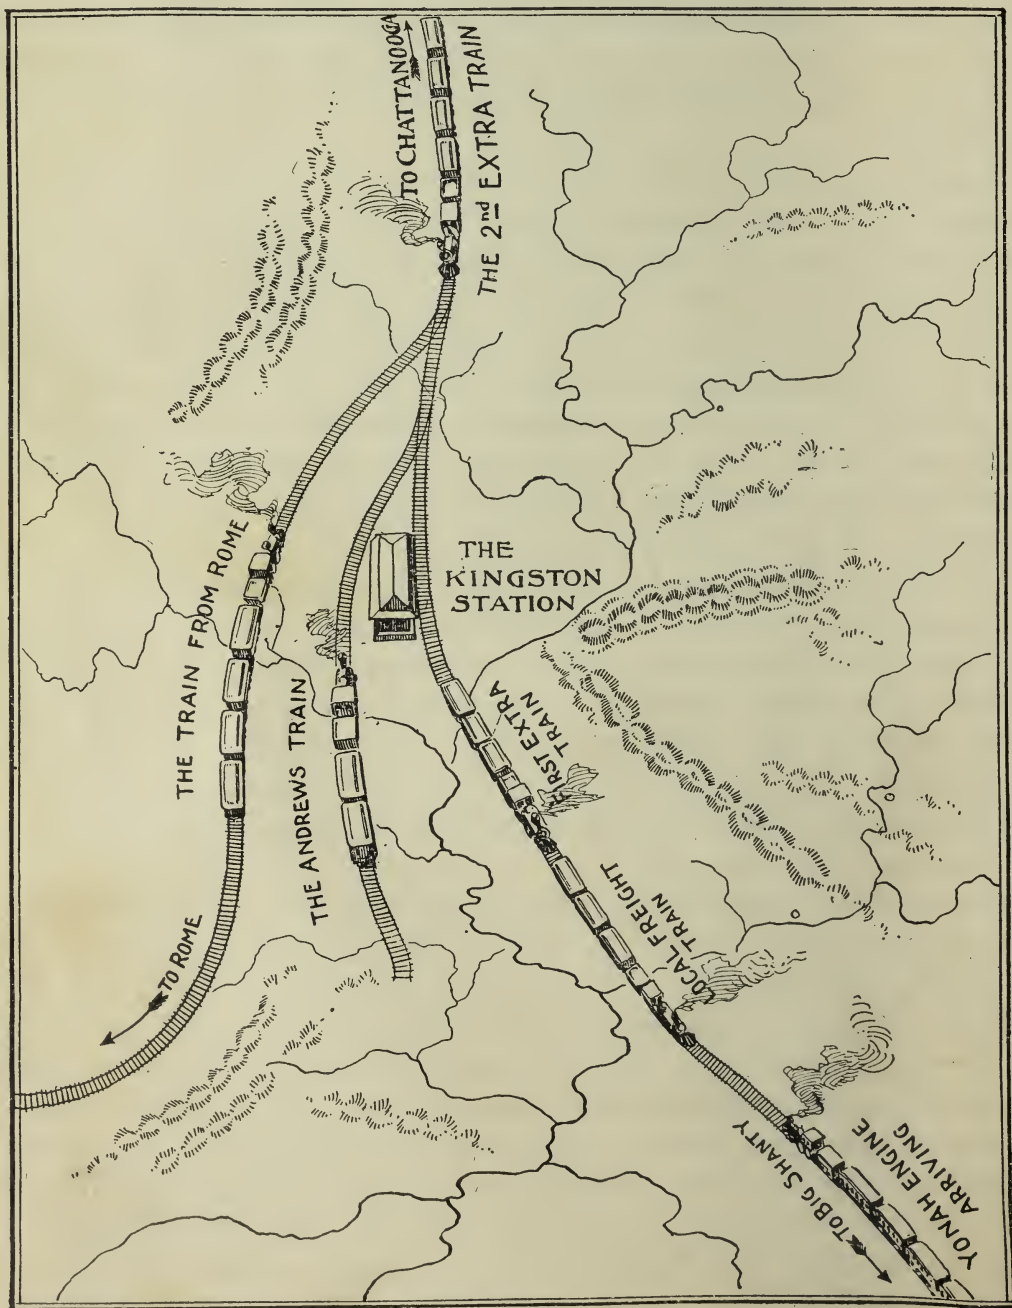 TO CHATTANOOGA
THE 2nd EXTRA TRAIN
THE TRAIN FROM ROME
THE
KINGSTON
STATION
THE ANDREWS TRAIN
FIRST EXTRA
TRAIN
LOCAL FREIGHT
TRAIN
TO ROME
TO BIG SHANTY
YONAH ENGINE
ARRIVING